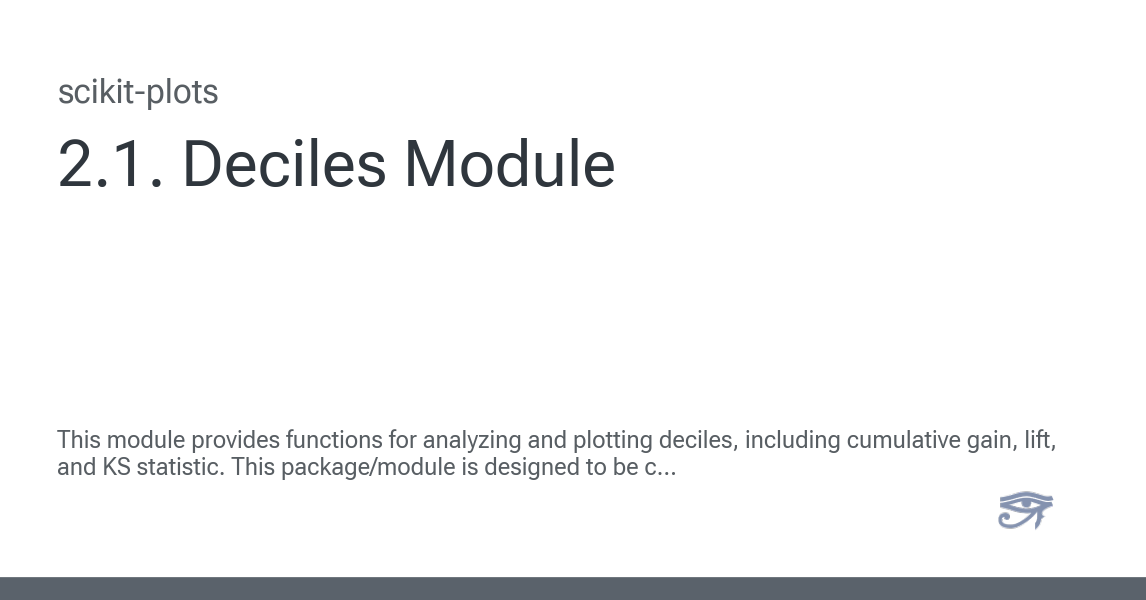 scikit-plots
2.1. Deciles Module
This module provides functions for analyzing and plotting deciles, including cumulative gain, lift,
and KS statistic. This package/module is designed to be c...